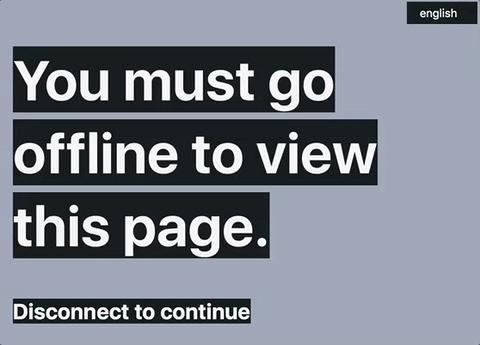 english
You must go
offline to view
this page.
Disconnect to continue